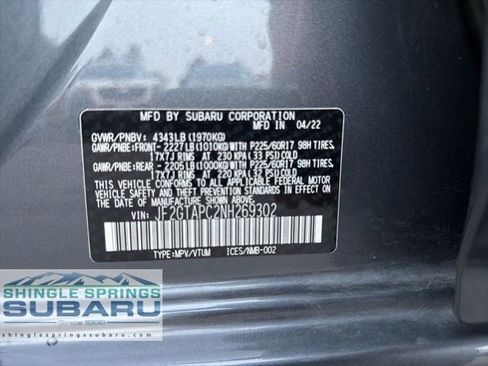 MFD. BY SUBARU CORPORATION
MFD IN 04/22
GVWR/PNBV: 4343LB (1970KG)
GAWR/PNBE:FRONT - 2227LB(1010KG)WITH P225/60R17 98H TIRES,
17X7J RIMS AT 230 KPA(33 PSI)COLD
GAWR/PNBE:REAR - 2205LB(1000KG)WITH P225/60R17 98H TIRES,
17X7J RIMS AT 220 KPA(32 PSI)COLD
THIS VEHICLE CONFORMS TO ALL APPLICABLE FEDERAL MOTOR
VEHICLE SAFETY AND THEFT PREVENTION STANDARDS IN EFFECT ON
THE DATE OF MANUFACTURE SHOWN ABOVE.
VIN:JF2GTAPC2NH269302
TYPE:MPV/VTUM ICES/NMB-002
SHINGLE SPRINGS
SUBARU
Since 1966
shinglespringssubaru.com